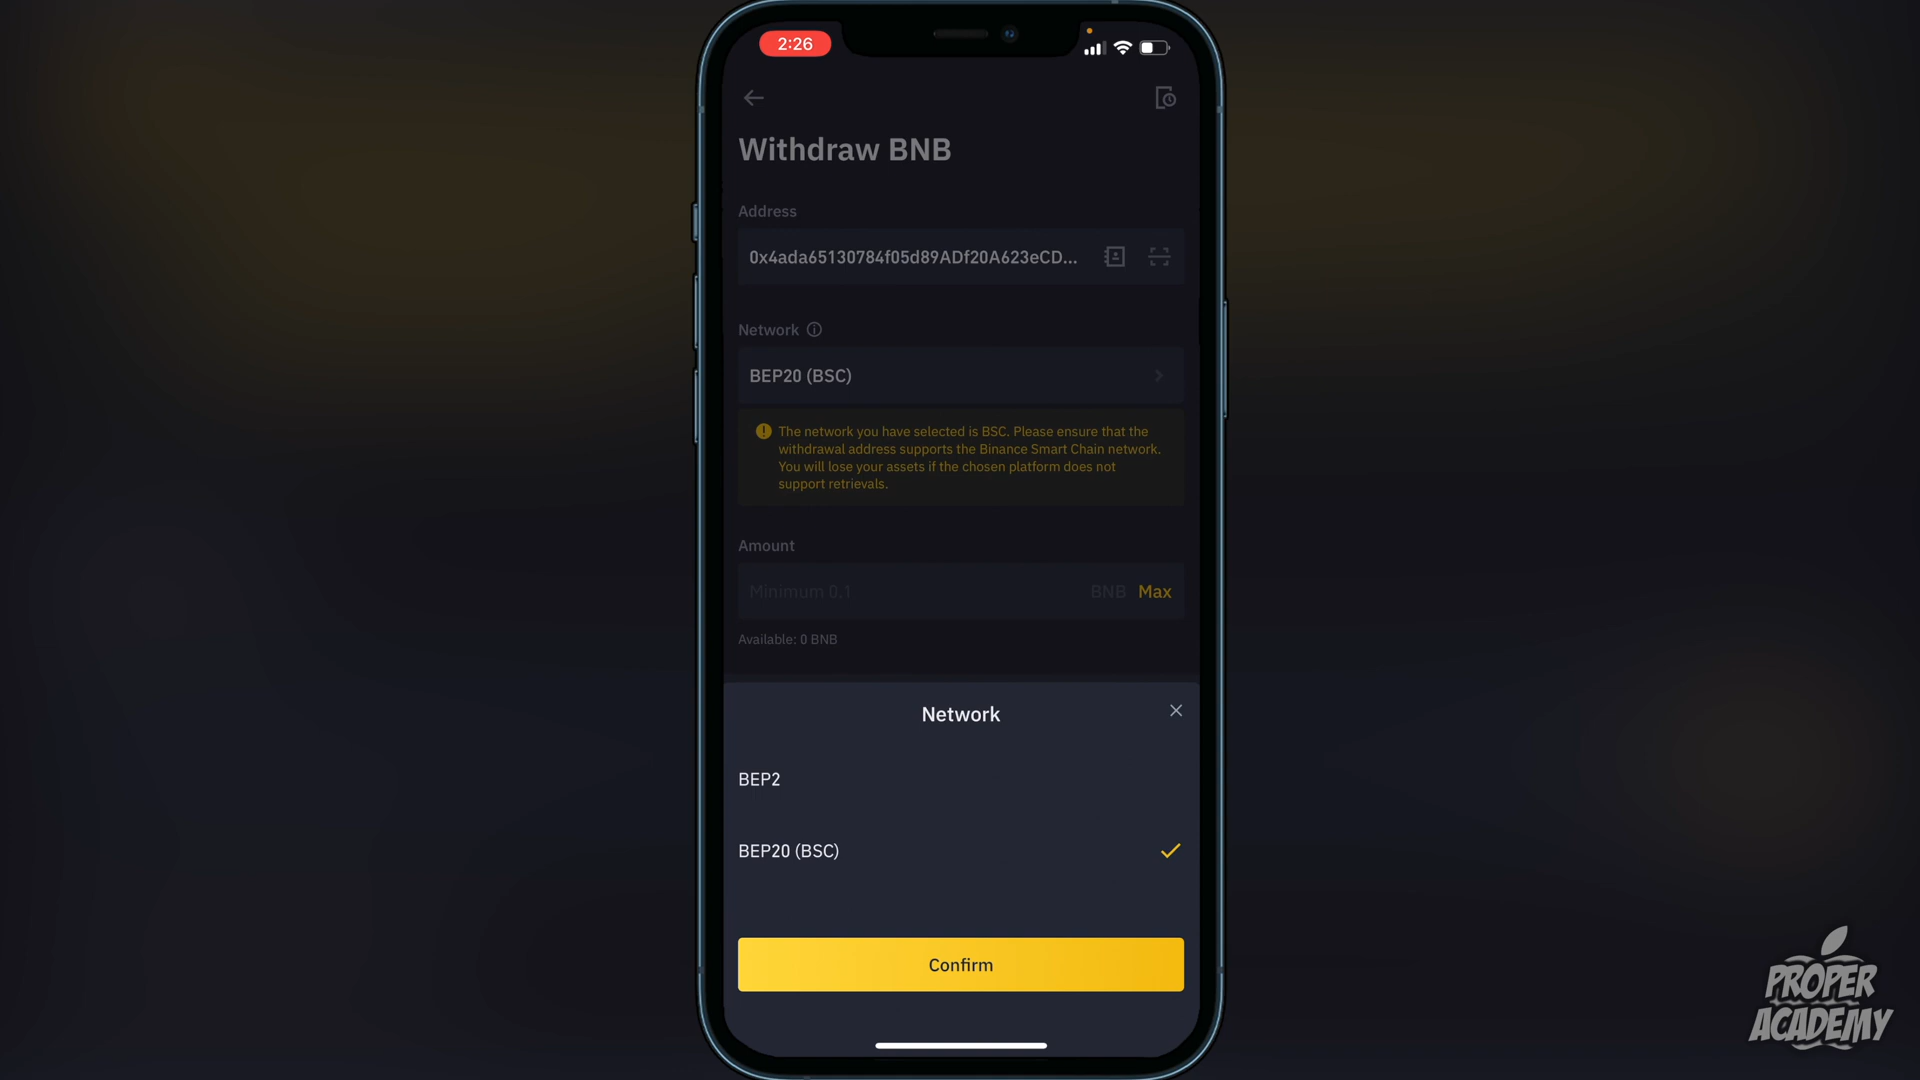 2:26
Withdraw BNB
Address
0x4ada65130784f05d89ADf20A623eCD...
Network
BEP20 (BSC)
The network you have selected is BSC. Please ensure that the
withdrawal address supports the Binance Smart Chain network.
You will lose your assets if the chosen platform does not
support retrievals.
Amount
Minimum 0.1 BNB Max
Available: 0 BNB
Network
BEP2
BEP20 (BSC)
Confirm
PROPER
ACADEMY